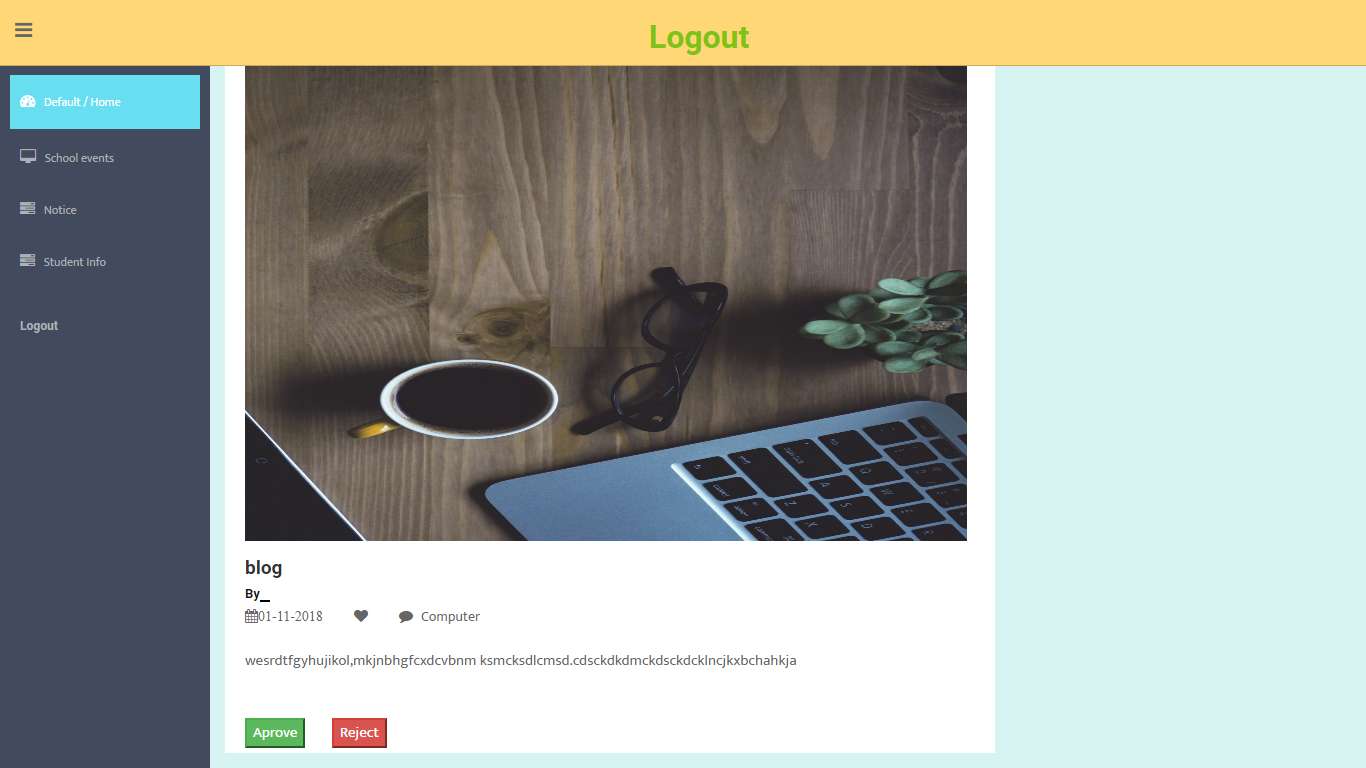 Logout
Default / Home
School events
Notice
Student Info
Logout
blog
By_
01-11-2018 Computer
wesrdtfgyhujikol,mkjnbhgfcxdcvbnm ksmcksdlcmsd.cdsckdkdmckdsckdcklncjkxbchahkja
Aprove Reject